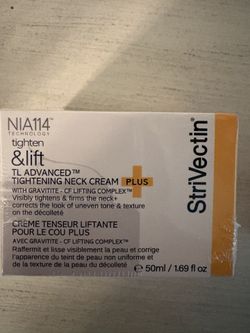 NIA114™
TECHNOLOGY
tighten
&lift
TL ADVANCED™
TIGHTENING NECK CREAM PLUS
WITH GRAVITITE - CF LIFTING COMPLEX™
Visibly tightens & firms the neck+
corrects the look of uneven tone & texture
on the décolleté
CRÈME TENSEUR LIFTANTE
POUR LE COU PLUS
AVEC GRAVITITE - CF LIFTING COMPLEX™
Raffermit et lisse visiblement la peau et corrige
l'apparence du teint de peau non uniforme et
de la texture de la peau du décolleté
e 50ml / 1.69 fl oz
StriVectin®